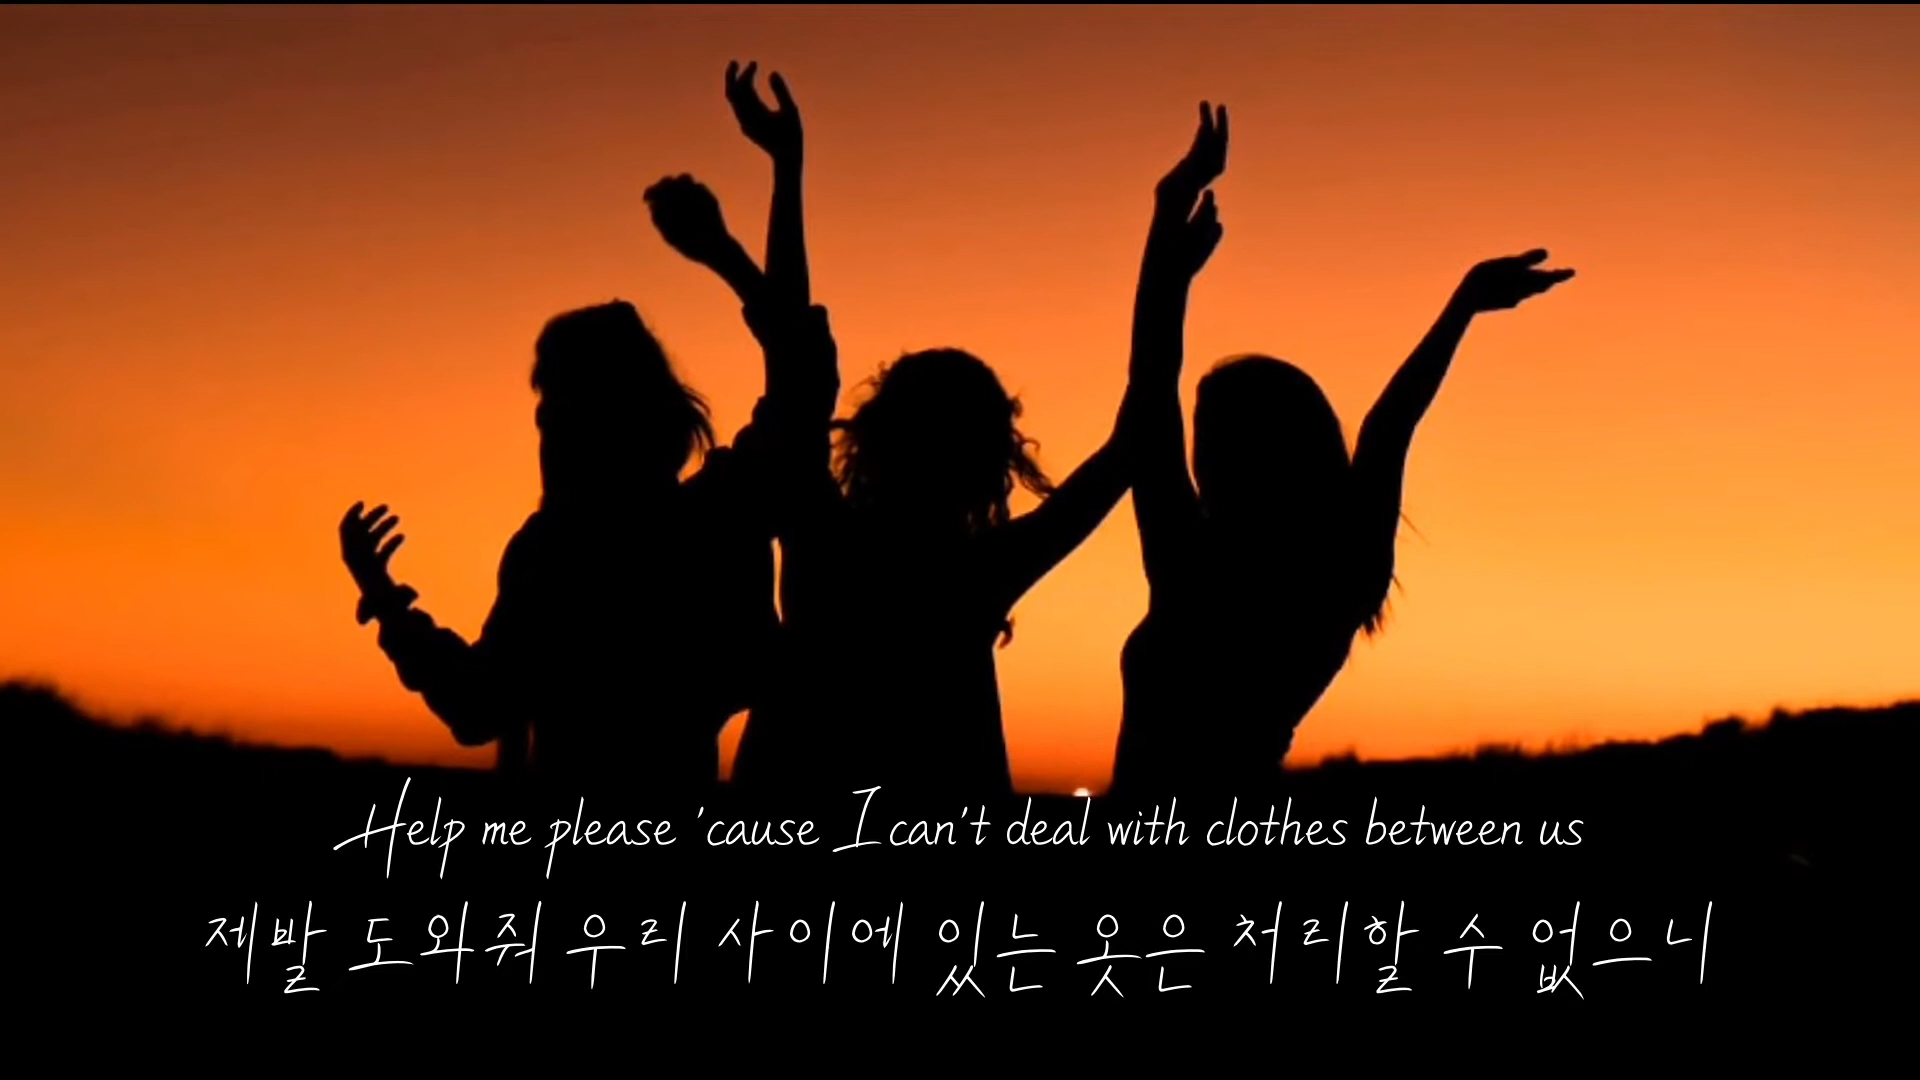 Help me please 'cause I can't deal with clothes between us
제발 도와줘 우리 사이에 있는 옷은 처리할 수 없으니